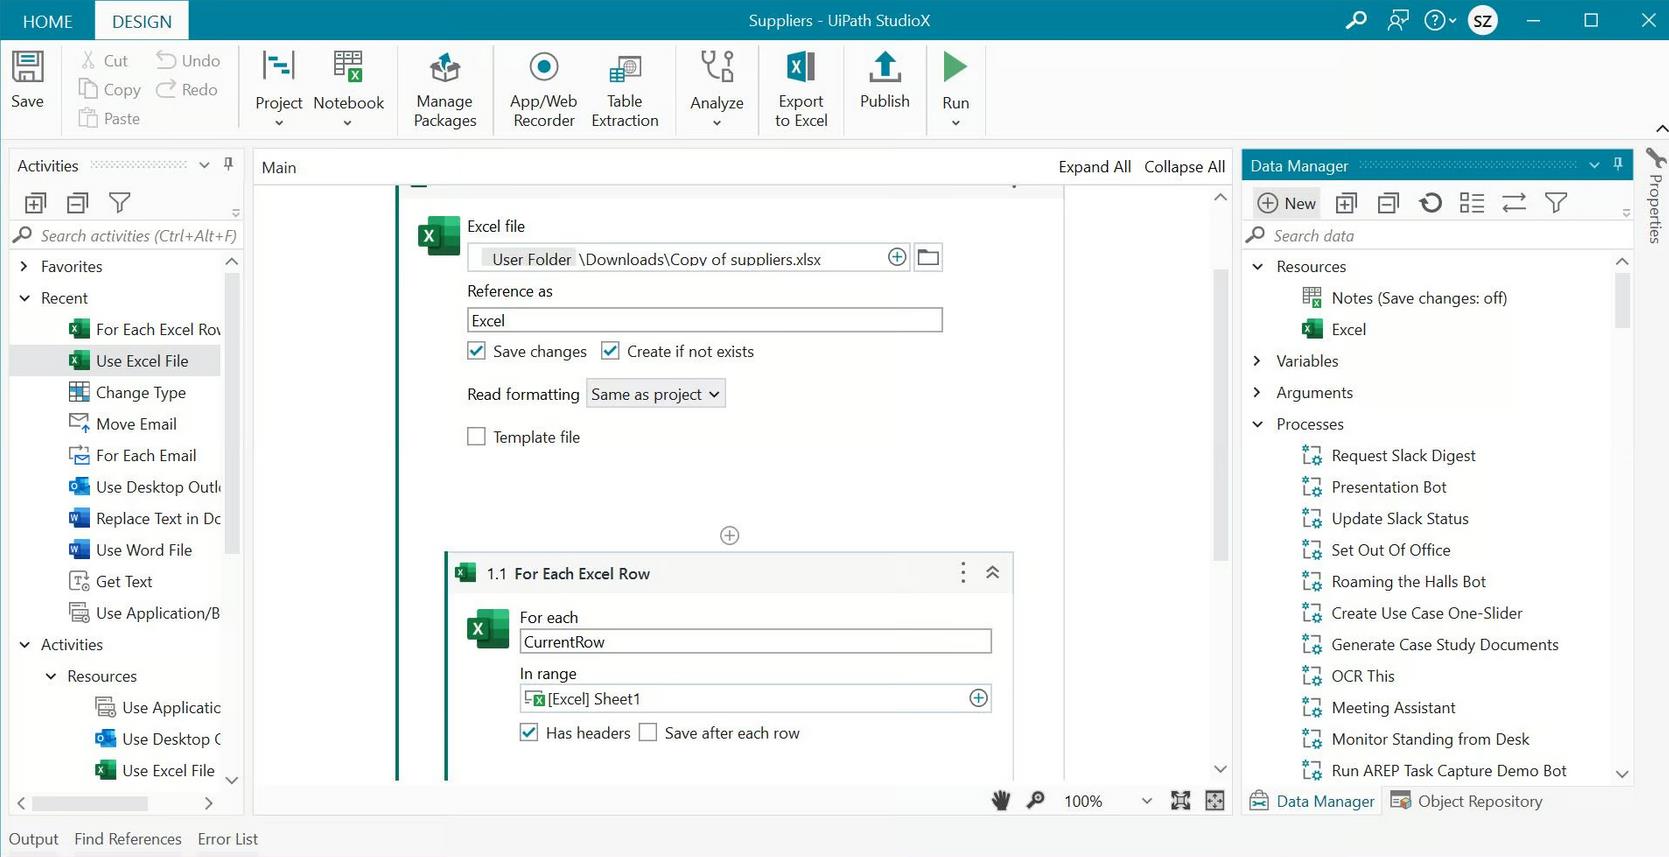 HOME
DESIGN
Suppliers - UiPath StudioX
SZ
Save
Cut
Copy
Paste
Undo
Redo
Project
Notebook
Manage
Packages
App/Web
Recorder
Table
Extraction
Analyze
Export
to Excel
Publish
Run
Activities
Search activities (Ctrl+Alt+F)
Favorites
Recent
For Each Excel Rov
Use Excel File
Change Type
Move Email
For Each Email
Use Desktop Outl
Replace Text in Dc
Use Word File
Get Text
Use Application/B
Activities
Resources
Use Applicatic
Use Desktop C
Use Excel File
Main
Expand All
Collapse All
Excel file
User Folder \Downloads\Copy of suppliers.xlsx
Reference as
Excel
Save changes
Create if not exists
Read formatting
Same as project
Template file
1.1 For Each Excel Row
For each
CurrentRow
In range
[Excel] Sheet1
Has headers
Save after each row
100%
Data Manager
New
Search data
Resources
Notes (Save changes: off)
Excel
Variables
Arguments
Processes
Request Slack Digest
Presentation Bot
Update Slack Status
Set Out Of Office
Roaming the Halls Bot
Create Use Case One-Slider
Generate Case Study Documents
OCR This
Meeting Assistant
Monitor Standing from Desk
Run AREP Task Capture Demo Bot
Data Manager
Object Repository
Properties
Output
Find References
Error List